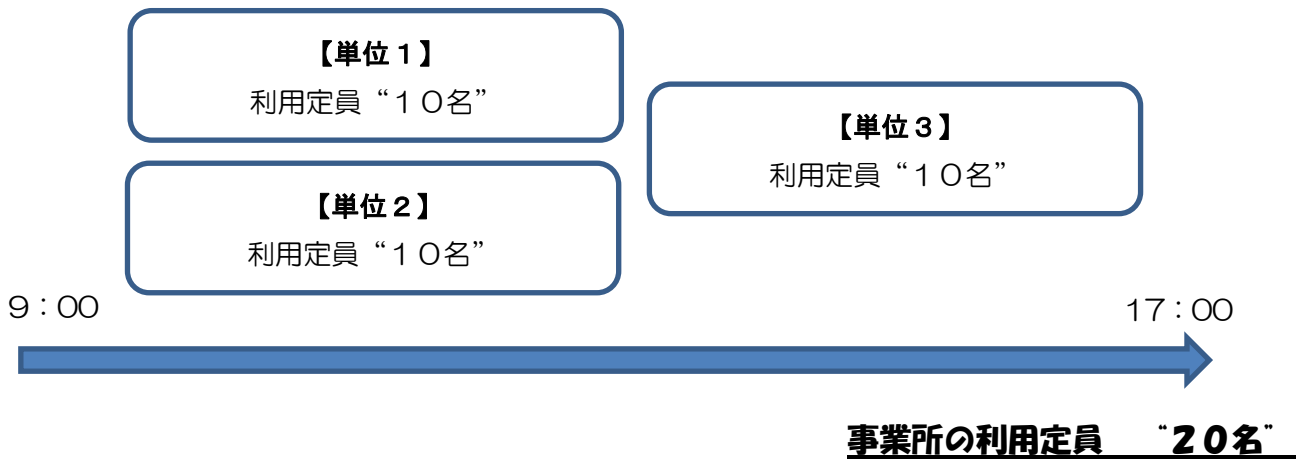 【単位１】
利用定員“１０名”
【単位２】
利用定員“１０名”
【単位３】
利用定員“１０名”
9：00
17：00
事業所の利用定員　“２０名”